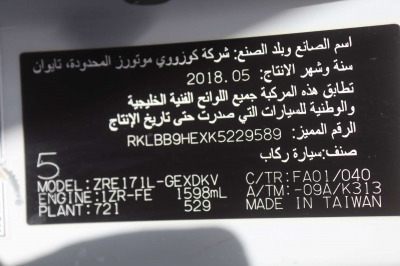 اسم الصانع وبلد الصنع: شركة كوزووي موتورز المحدودة، تايوان
سنة وشهر الانتاج: 2018.05
تطابق هذه المركبة جميع اللوائح الفنية الخليجية
والوطنية للسيارات التي صدرت حتى تاريخ الإنتاج
الرقم المميز: RKLBB9HEXK5229589
صنف: سيارة ركاب
5
MODEL: ZRE171L-GEXDKV C/TR: FA01/040
ENGINE: 1ZR-FE 1598mL A/TM: -09A/K313
PLANT: 721 529 MADE IN TAIWAN